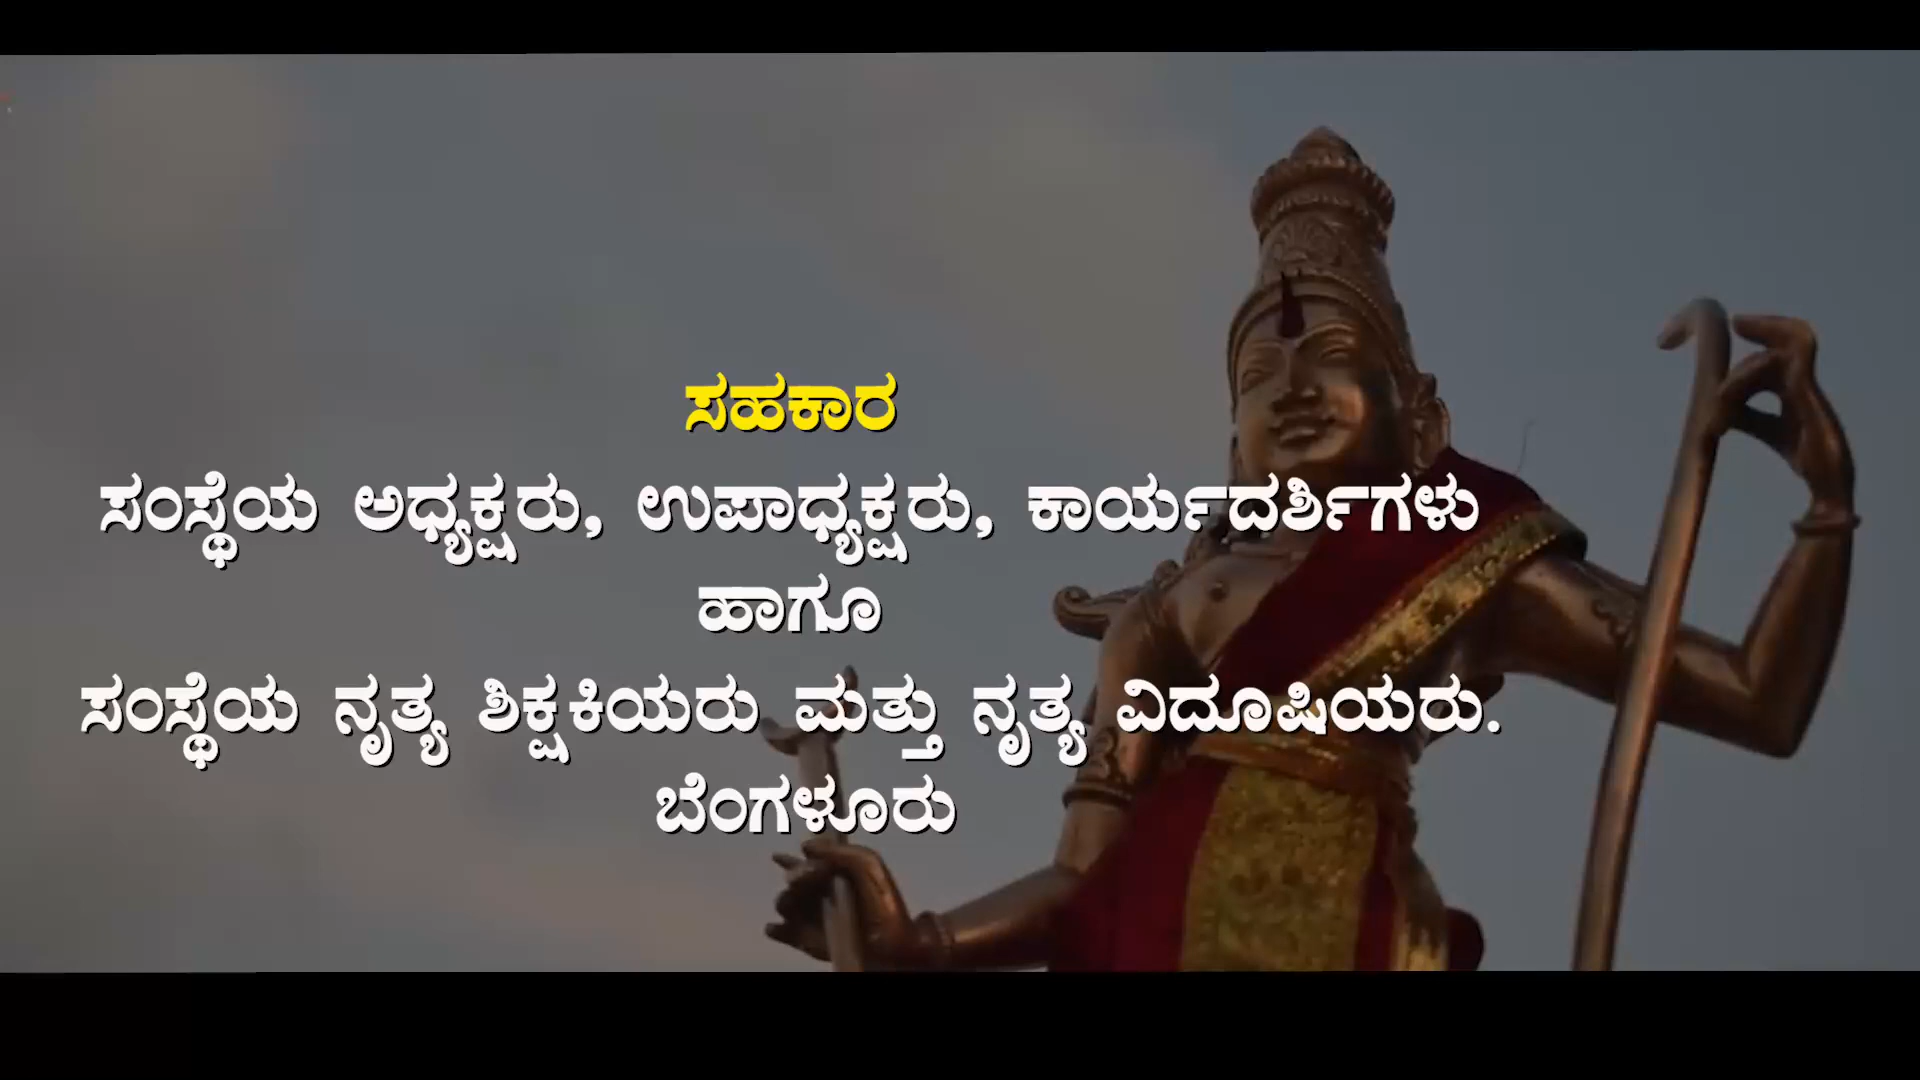 ಸಹಕಾರ
ಸಂಸ್ಥೆಯ ಅಧ್ಯಕ್ಷರು, ಉಪಾಧ್ಯಕ್ಷರು, ಕಾರ್ಯದರ್ಶಿಗಳು
ಹಾಗೂ
ಸಂಸ್ಥೆಯ ನೃತ್ಯ ಶಿಕ್ಷಕಿಯರು ಮತ್ತು ನೃತ್ಯ ವಿದೂಷಿಯರು.
ಬೆಂಗಳೂರು